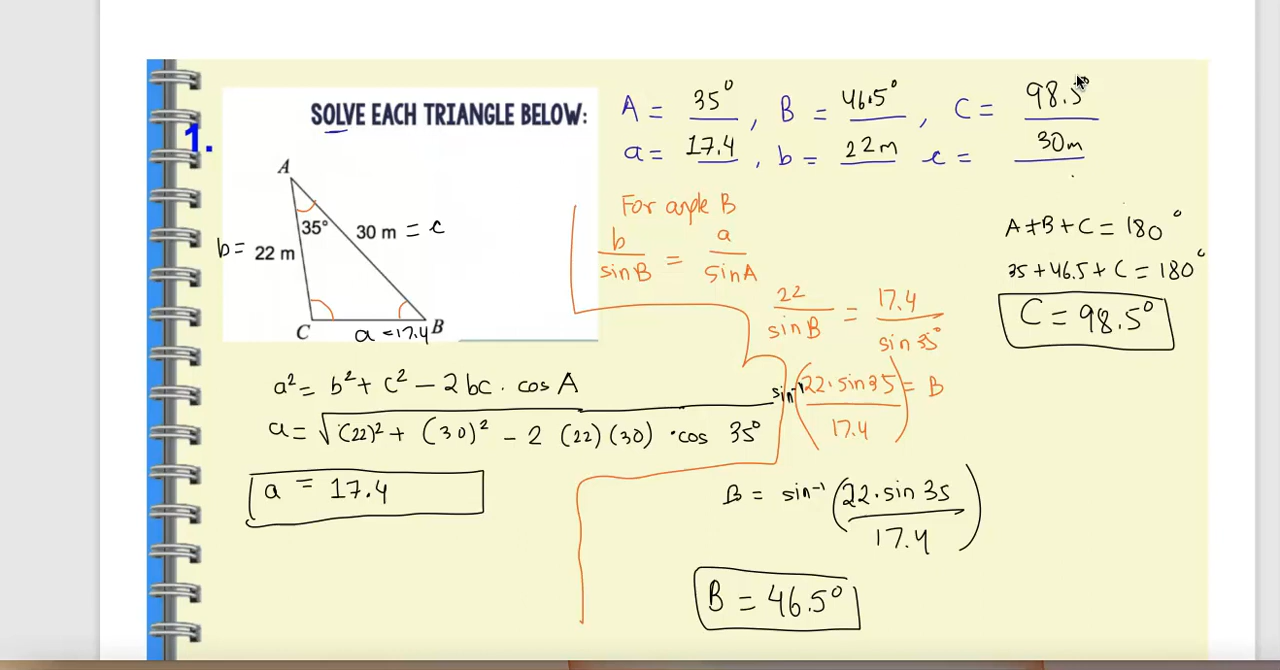 1.
SOLVE EACH TRIANGLE BELOW:
A = 35°, B = 46.5°, C = 98.5°
a = 17.4, b = 22m c = 30m
A
35°
30 m = c
b = 22 m
C
a = 17.4 B
a² = b² + c² - 2bc · cos A
a = √(22)² + (30)² - 2 (22)(30) · cos 35°
a = 17.4
For angle B
b/sinB = a/sinA
22/sinB = 17.4/sin 35°
sin⁻¹(22·sin35/17.4) = B
B = sin⁻¹(22·sin 35/17.4)
B = 46.5°
A+B+C = 180°
35+46.5+C = 180°
C = 98.5°